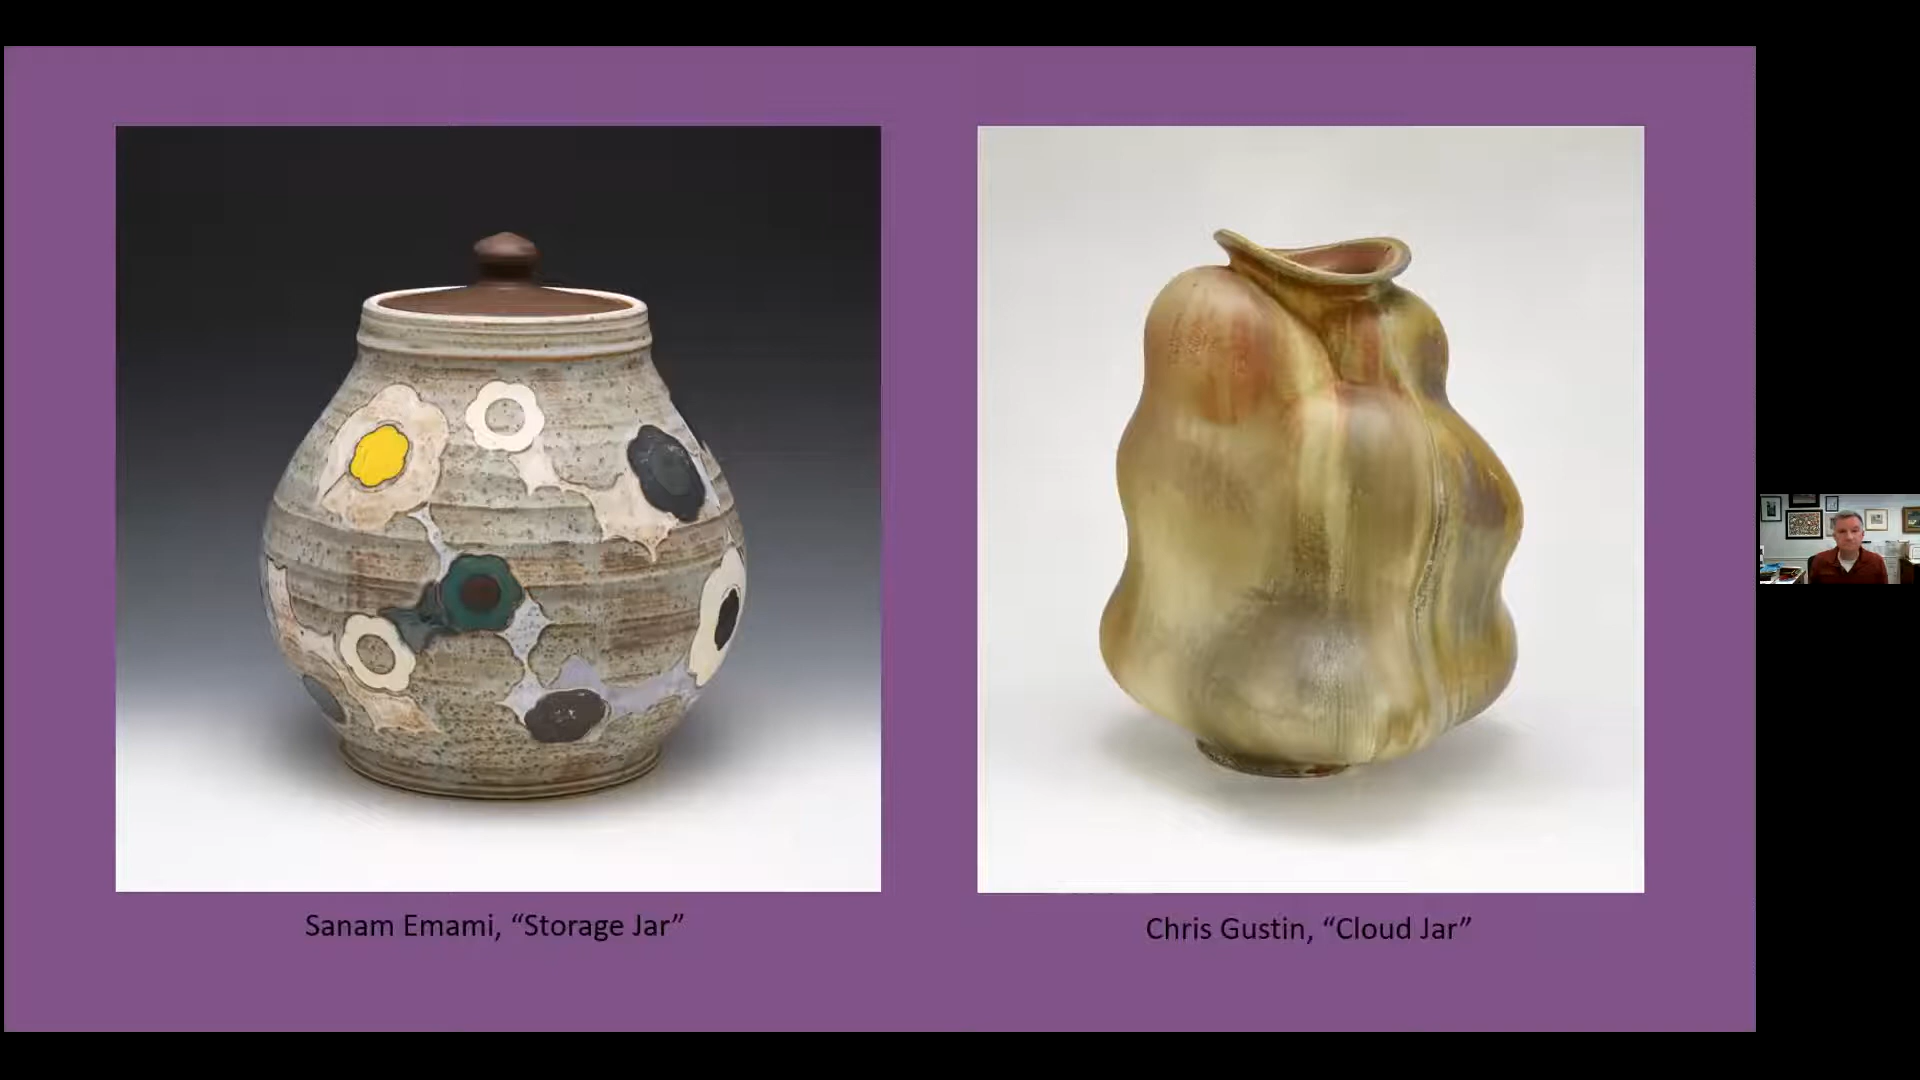 Sanam Emami, “Storage Jar”
Chris Gustin, “Cloud Jar”